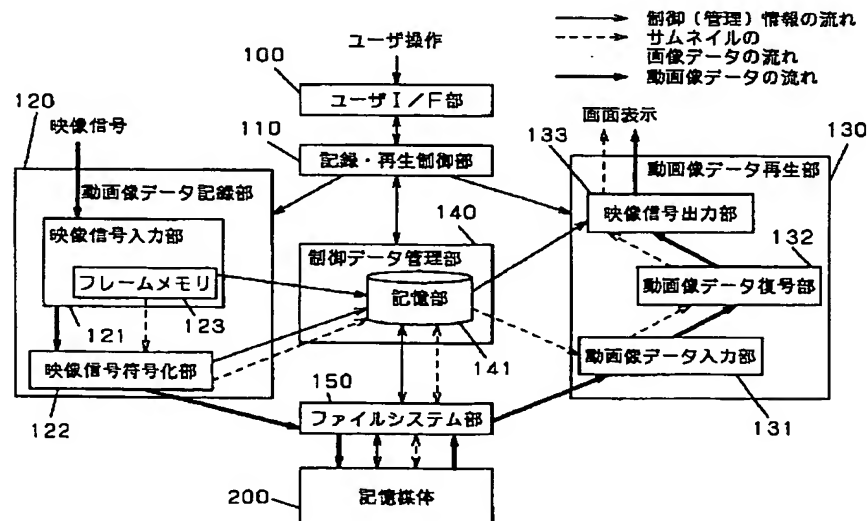 ユーザ操作
制御（管理）情報の流れ
サムネイルの
画像データの流れ
動画像データの流れ
100
ユーザI／F部
120
映像信号
110
記録・再生制御部
画面表示
133
130
動画像データ記録部
動画像データ再生部
映像信号入力部
140
制御データ管理部
映像信号出力部
132
フレームメモリ
記憶部
動画像データ復号部
121
123
141
動画像データ入力部
映像信号符号化部
122
150
ファイルシステム部
131
200
記憶媒体